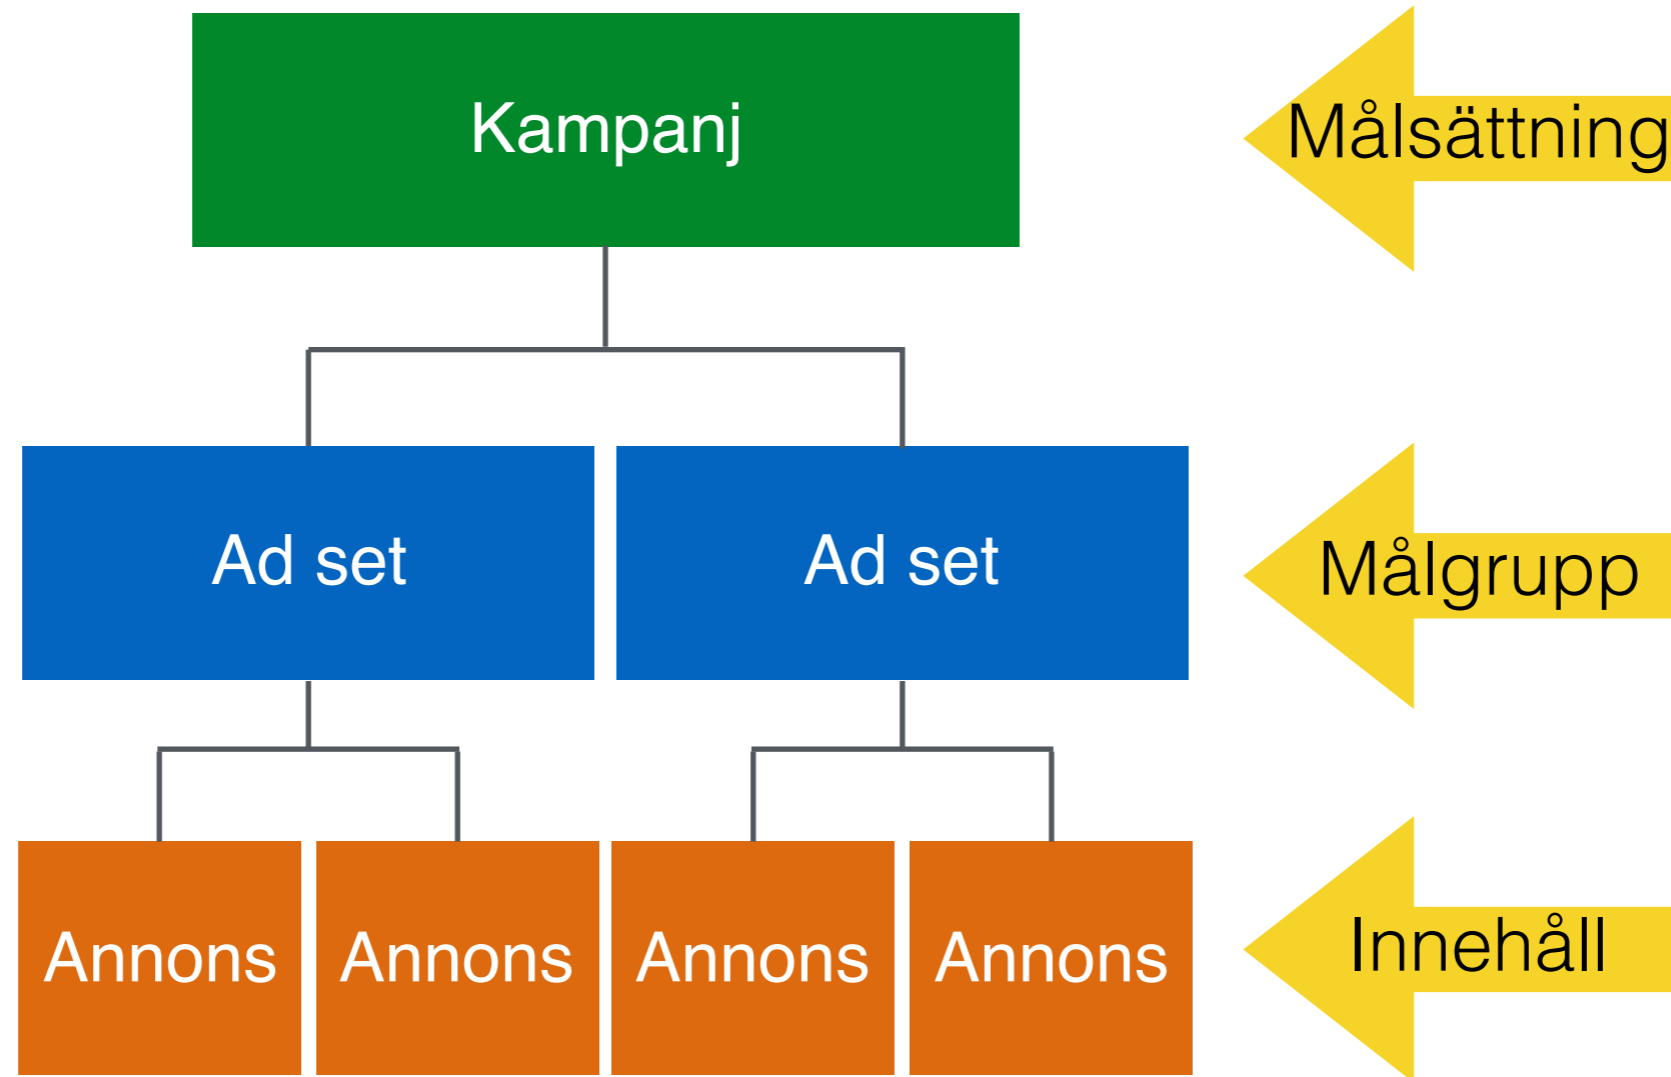 Kampanj
Målsättning
Ad set
Ad set
Målgrupp
Annons
Annons
Annons
Annons
Innehåll